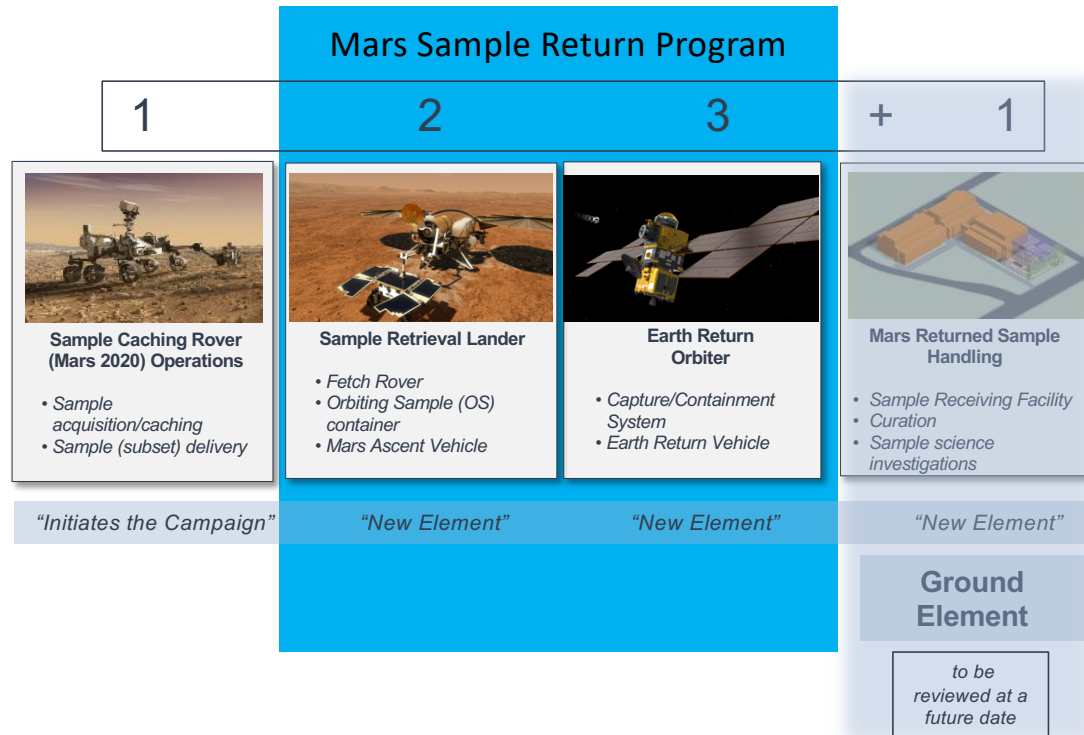 Mars Sample Return Program
1 2 3 + 1
Sample Caching Rover
(Mars 2020) Operations
• Sample
acquisition/caching
• Sample (subset) delivery
Sample Retrieval Lander
• Fetch Rover
• Orbiting Sample (OS)
container
• Mars Ascent Vehicle
Earth Return
Orbiter
• Capture/Containment
System
• Earth Return Vehicle
Mars Returned Sample
Handling
• Sample Receiving Facility
• Curation
• Sample science
investigations
“Initiates the Campaign” “New Element” “New Element” “New Element”
Ground
Element
to be
reviewed at a
future date